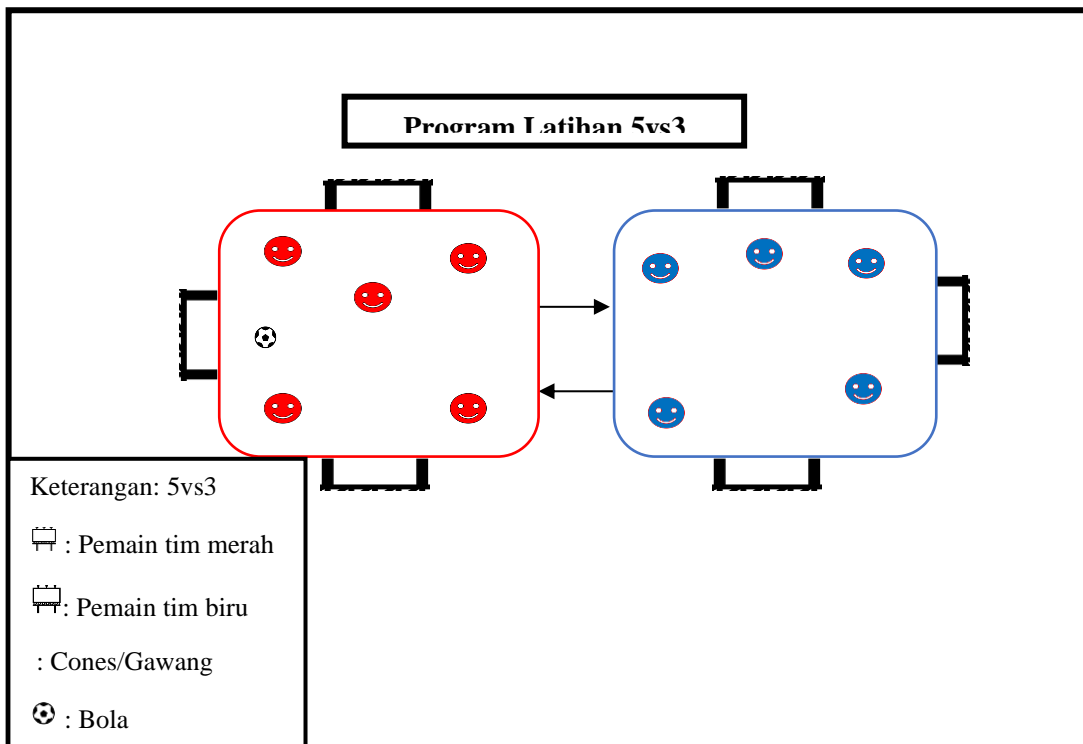 Program Latihan 5vs3
Keterangan: 5vs3
: Pemain tim merah
: Pemain tim biru
: Cones/Gawang
: Bola